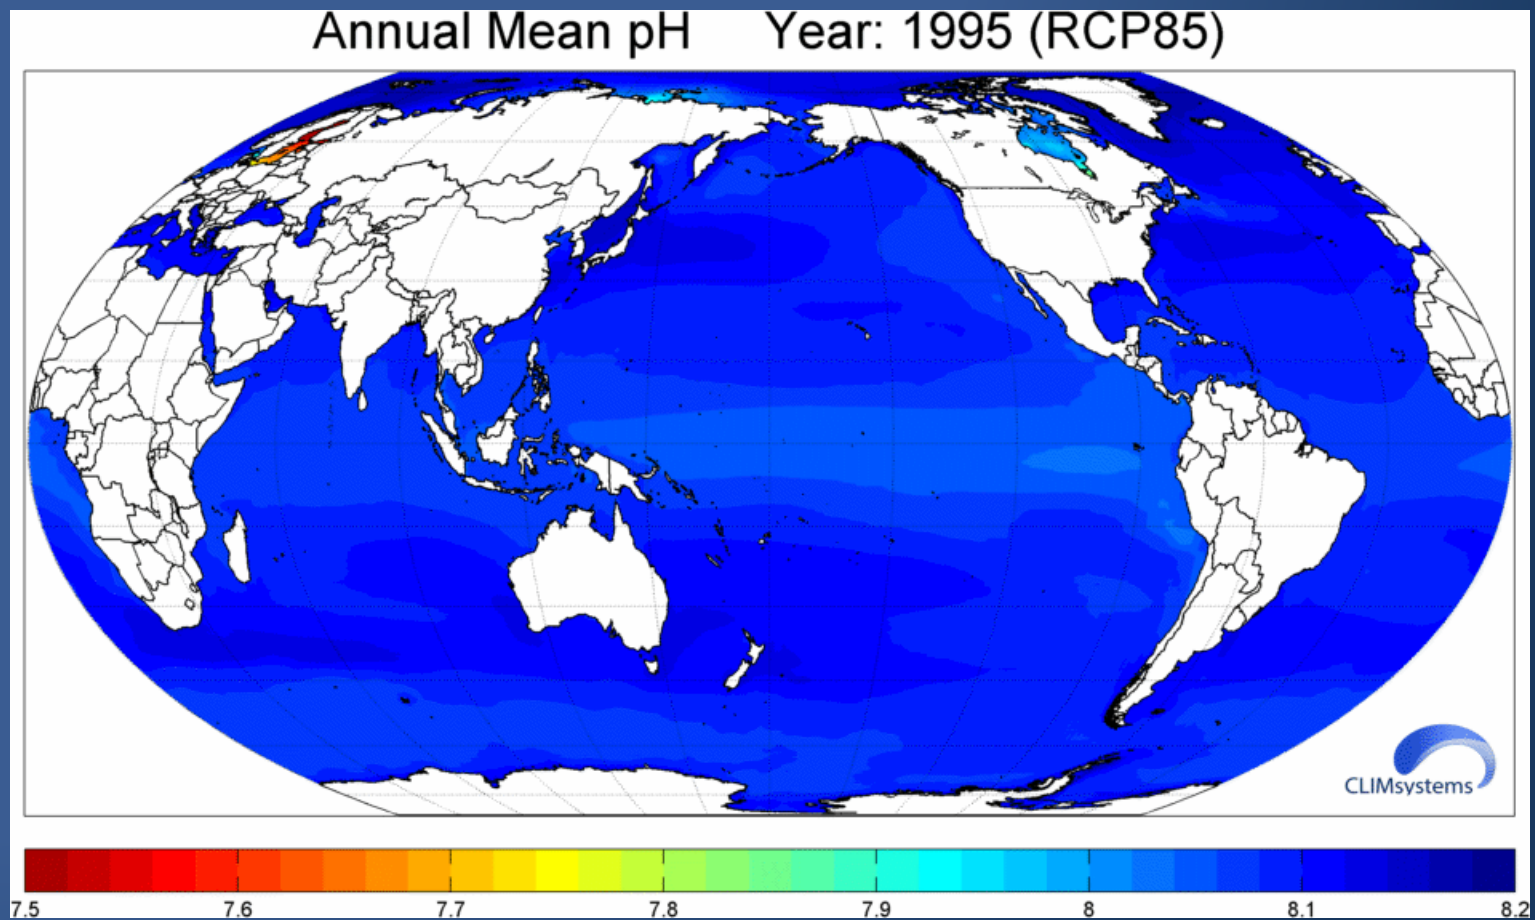 Annual Mean pH Year: 1995 (RCP85)
CLIMsystems
7.5 7.6 7.7 7.8 7.9 8 8.1 8.2